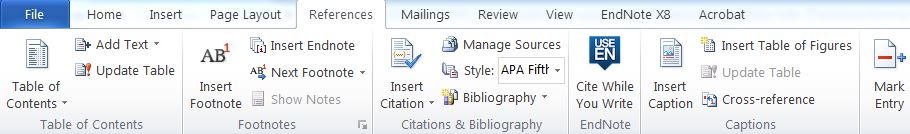 File Home Insert Page Layout References Mailings Review View EndNote X8 Acrobat
Table of
Contents
Add Text
Update Table
Table of Contents
AB1
Insert
Footnote
Insert Endnote
AB1 Next Footnote
Show Notes
Footnotes
Insert
Citation
Manage Sources
Style: APA Fifth
Bibliography
Citations & Bibliography
USE
EN
Cite While
You Write
EndNote
Insert
Caption
Insert Table of Figures
Update Table
Cross-reference
Captions
Mark
Entry